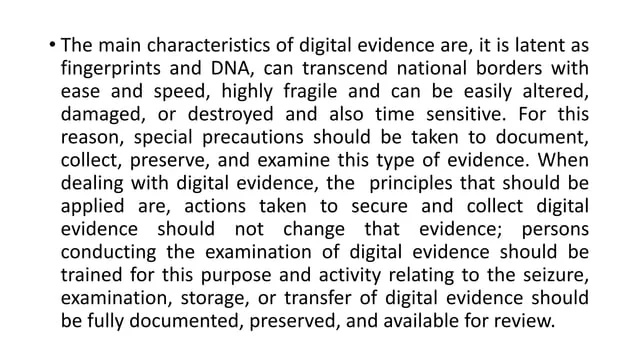 • The main characteristics of digital evidence are, it is latent as
fingerprints and DNA, can transcend national borders with
ease and speed, highly fragile and can be easily altered,
damaged, or destroyed and also time sensitive. For this
reason, special precautions should be taken to document,
collect, preserve, and examine this type of evidence. When
dealing with digital evidence, the principles that should be
applied are, actions taken to secure and collect digital
evidence should not change that evidence; persons
conducting the examination of digital evidence should be
trained for this purpose and activity relating to the seizure,
examination, storage, or transfer of digital evidence should
be fully documented, preserved, and available for review.